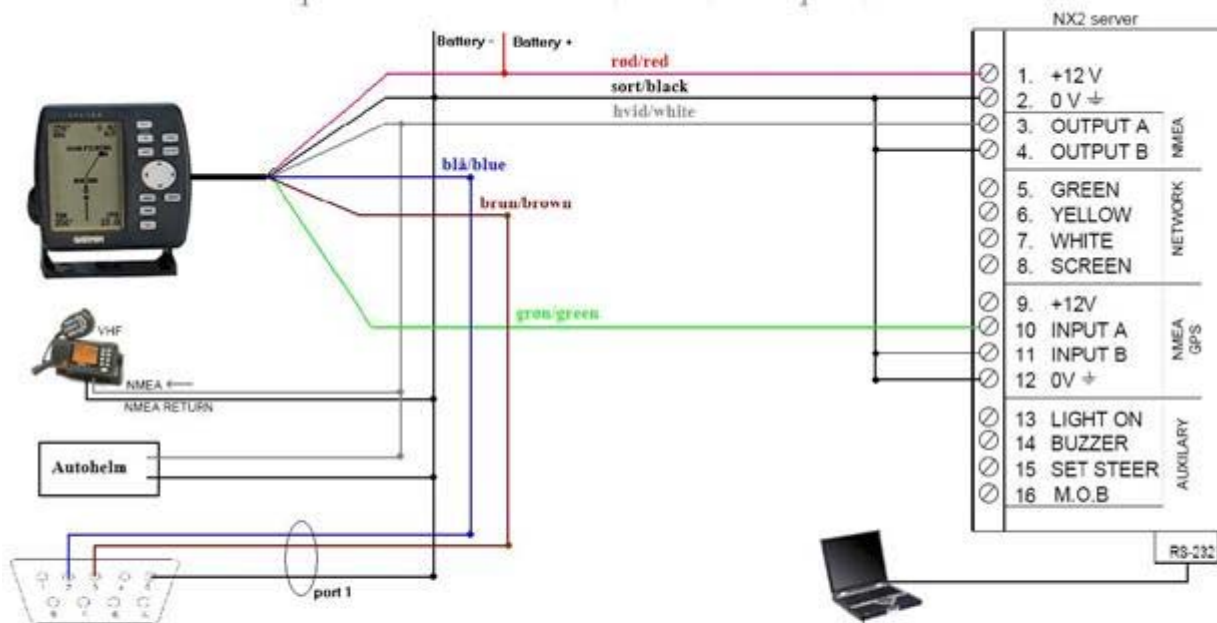 NX2 server
Battery - Battery +
rød/red
sort/black
hvid/white
blå/blue
brun/brown
grøn/green
1. +12 V
2. 0 V
3. OUTPUT A
4. OUTPUT B
NMEA
5. GREEN
6. YELLOW
7. WHITE
8. SCREEN
NETWORK
9. +12V
10 INPUT A
11 INPUT B
12 0V
NMEA
GPS
13 LIGHT ON
14 BUZZER
15 SET STEER
16 M.O.B
AUXILARY
RS-232
GARMIN
VHF
NMEA
NMEA RETURN
Autohelm
port 1